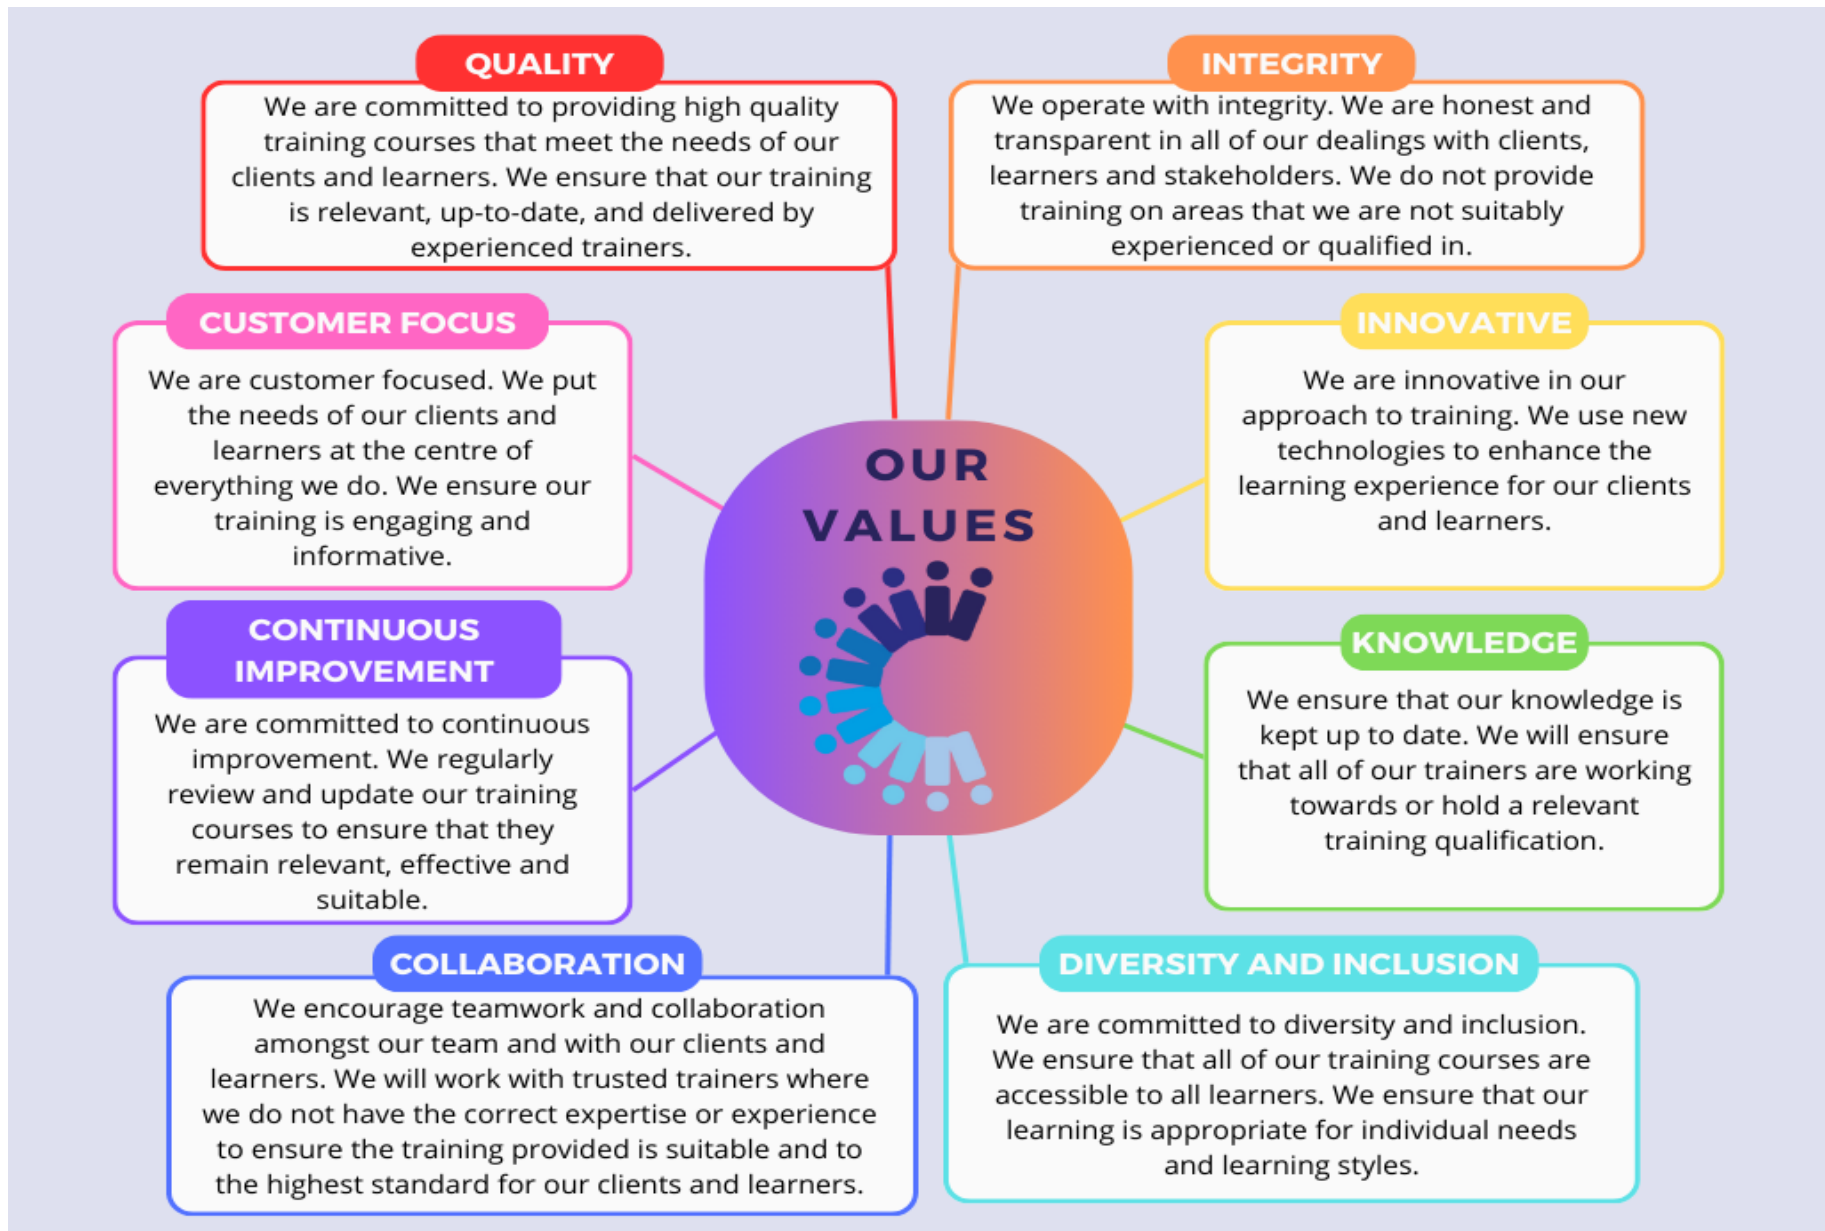 QUALITY
We are committed to providing high quality
training courses that meet the needs of our
clients and learners. We ensure that our training
is relevant, up-to-date, and delivered by
experienced trainers.
INTEGRITY
We operate with integrity. We are honest and
transparent in all of our dealings with clients,
learners and stakeholders. We do not provide
training on areas that we are not suitably
experienced or qualified in.
CUSTOMER FOCUS
We are customer focused. We put
the needs of our clients and
learners at the centre of
everything we do. We ensure our
training is engaging and
informative.
INNOVATIVE
We are innovative in our
approach to training. We use new
technologies to enhance the
learning experience for our clients
and learners.
OUR
VALUES
CONTINUOUS
IMPROVEMENT
We are committed to continuous
improvement. We regularly
review and update our training
courses to ensure that they
remain relevant, effective and
suitable.
KNOWLEDGE
We ensure that our knowledge is
kept up to date. We will ensure
that all of our trainers are working
towards or hold a relevant
training qualification.
COLLABORATION
We encourage teamwork and collaboration
amongst our team and with our clients and
learners. We will work with trusted trainers where
we do not have the correct expertise or experience
to ensure the training provided is suitable and to
the highest standard for our clients and learners.
DIVERSITY AND INCLUSION
We are committed to diversity and inclusion.
We ensure that all of our training courses are
accessible to all learners. We ensure that our
learning is appropriate for individual needs
and learning styles.